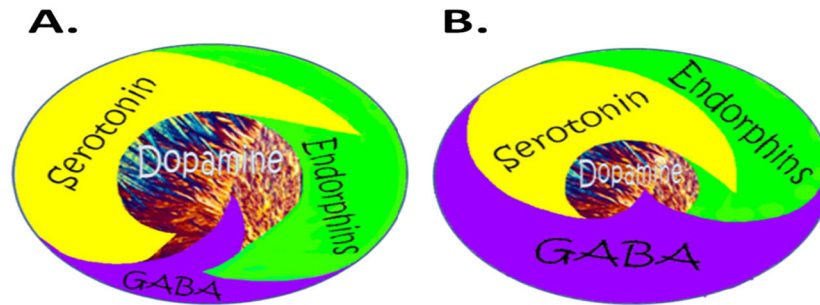 A.
Serotonin
Dopamine
Endorphins
GABA
B.
Serotonin
Dopamine
Endorphins
GABA